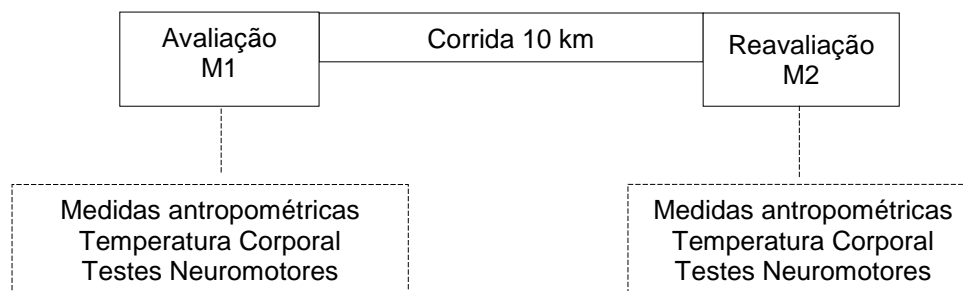 Avaliação
M1
Corrida 10 km
Reavaliação
M2
Medidas antropométricas
Temperatura Corporal
Testes Neuromotores
Medidas antropométricas
Temperatura Corporal
Testes Neuromotores